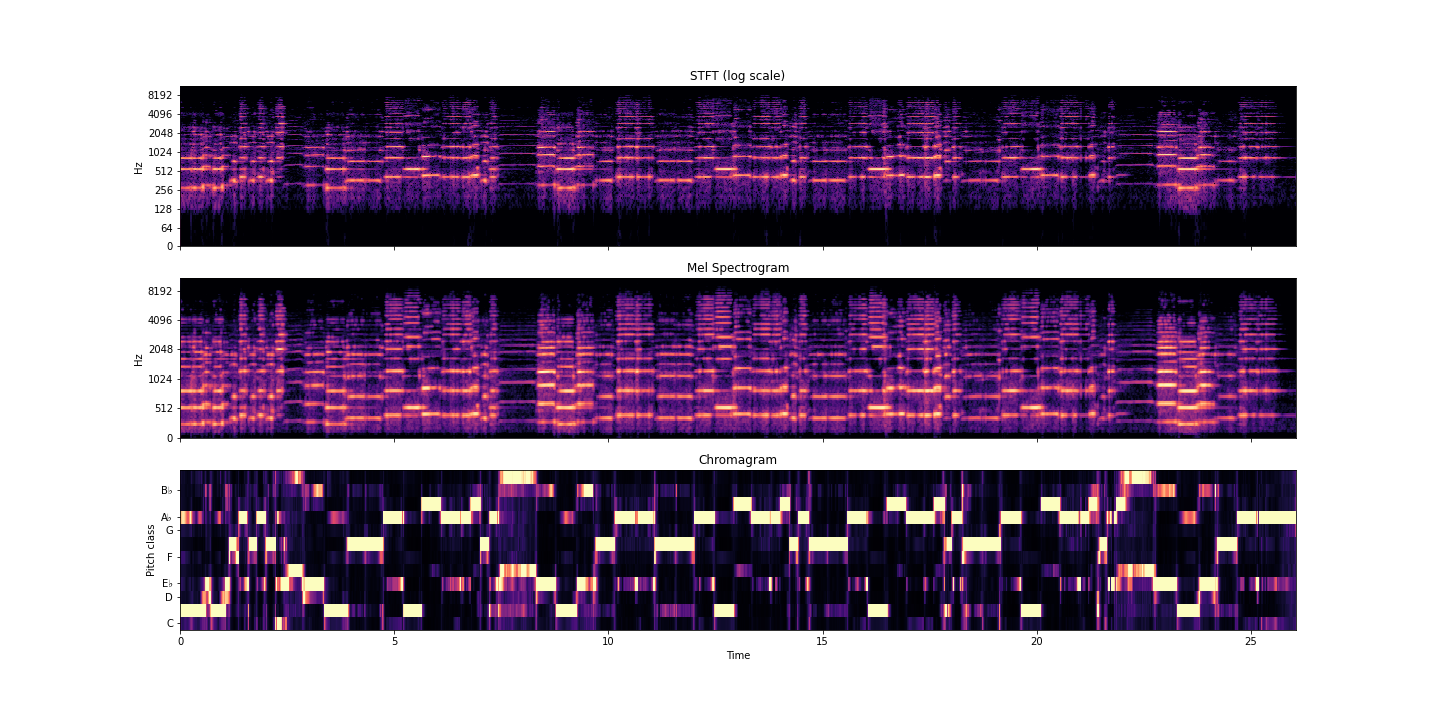 STFT (log scale)
8192
4096
2048
1024
512
256
128
64
0
Hz
Mel Spectrogram
8192
4096
2048
1024
512
0
Hz
Chromagram
B♭
A♭
G
F
E♭
D
C
Pitch class
0 5 10 15 20 25
Time